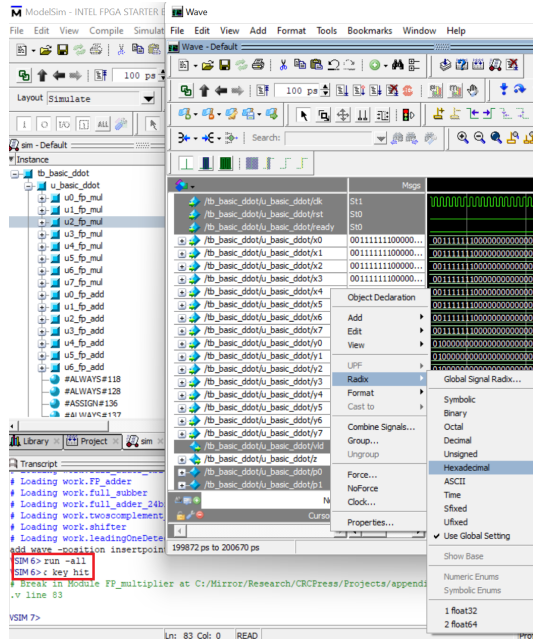 ModelSim - INTEL FPGA STARTER E
File Edit View Compile Simulat
100 ps
Layout Simulate
ALL
sim - Default
Instance
tb_basic_ddot
u_basic_ddot
u0_fp_mul
u1_fp_mul
u2_fp_mul
u3_fp_mul
u4_fp_mul
u5_fp_mul
u6_fp_mul
u7_fp_mul
u0_fp_add
u1_fp_add
u2_fp_add
u3_fp_add
u4_fp_add
u5_fp_add
u6_fp_add
#ALWAYS#118
#ALWAYS#128
#ASSIGN#136
#ALWAYS#137
Library Project sim
Transcript
# Loading work.FP_adder
# Loading work.full_subber
# Loading work.full_adder_24b
# Loading work.twoscomplement
# Loading work.shifter
# Loading work.leadingOneDete
add wave -position insertpoin
VSIM 6> run -all
VSIM 6> c key hit
# Break in Module FP_multiplier at C:/Mirror/Research/CRCPress/Projects/appendi
.v line 83
VSIM 7>
Wave
File Edit View Add Format Tools Bookmarks Window Help
Wave - Default
100 ps
Search:
Msgs
/tb_basic_ddot/u_basic_ddot/clk St1
/tb_basic_ddot/u_basic_ddot/rst St0
/tb_basic_ddot/u_basic_ddot/ready St0
/tb_basic_ddot/u_basic_ddot/x0 00111111100000...
/tb_basic_ddot/u_basic_ddot/x1 00111111100000...
/tb_basic_ddot/u_basic_ddot/x2 00111111100000...
/tb_basic_ddot/u_basic_ddot/x3 00111111100000...
/tb_basic_ddot/u_basic_ddot/x4
/tb_basic_ddot/u_basic_ddot/x5
/tb_basic_ddot/u_basic_ddot/x6
/tb_basic_ddot/u_basic_ddot/x7
/tb_basic_ddot/u_basic_ddot/y0
/tb_basic_ddot/u_basic_ddot/y1
/tb_basic_ddot/u_basic_ddot/y2
/tb_basic_ddot/u_basic_ddot/y3
/tb_basic_ddot/u_basic_ddot/y4
/tb_basic_ddot/u_basic_ddot/y5
/tb_basic_ddot/u_basic_ddot/y6
/tb_basic_ddot/u_basic_ddot/y7
/tb_basic_ddot/u_basic_ddot/vld
/tb_basic_ddot/u_basic_ddot/z
/tb_basic_ddot/u_basic_ddot/p0
/tb_basic_ddot/u_basic_ddot/p1
Curso
199872 ps to 200670 ps
Object Declaration
Add
Edit
View
UPF
Radix
Format
Cast to
Combine Signals...
Group...
Ungroup
Force...
NoForce
Clock...
Properties...
Global Signal Radix...
Symbolic
Binary
Octal
Decimal
Unsigned
Hexadecimal
ASCII
Time
Sfixed
Ufixed
Use Global Setting
Show Base
Numeric Enums
Symbolic Enums
1 float32
2 float64
Ln: 83 Col: 0 READ